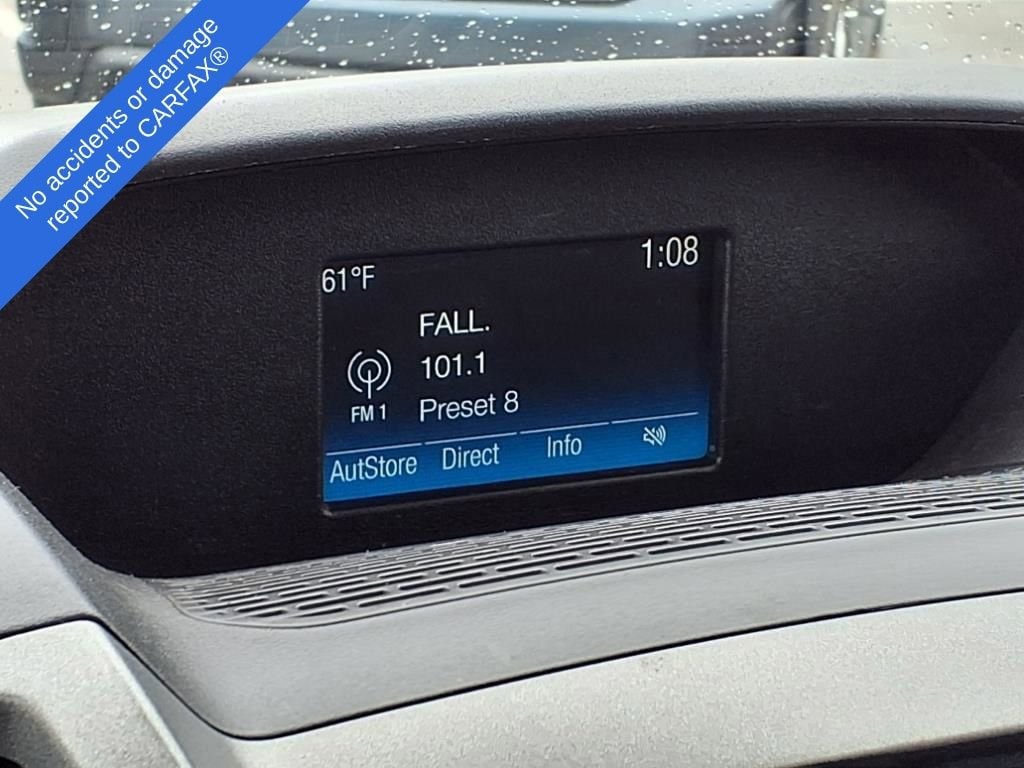 No accidents or damage
reported to CARFAX®
61°F
1:08
FALL.
101.1
FM 1
Preset 8
AutStore Direct Info